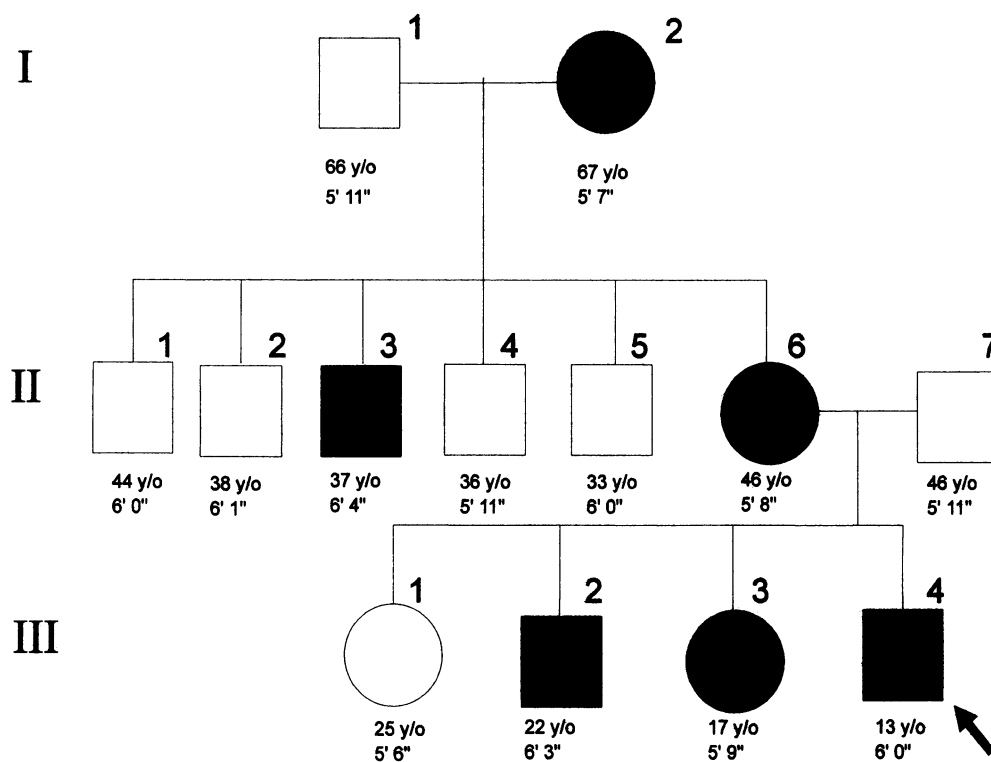 I
1
2
66 y/o
5' 11"
67 y/o
5' 7"
II
1
2
3
4
5
6
7
44 y/o
6' 0"
38 y/o
6' 1"
37 y/o
6' 4"
36 y/o
5' 11"
33 y/o
6' 0"
46 y/o
5' 8"
46 y/o
5' 11"
III
1
2
3
4
25 y/o
5' 6"
22 y/o
6' 3"
17 y/o
5' 9"
13 y/o
6' 0"